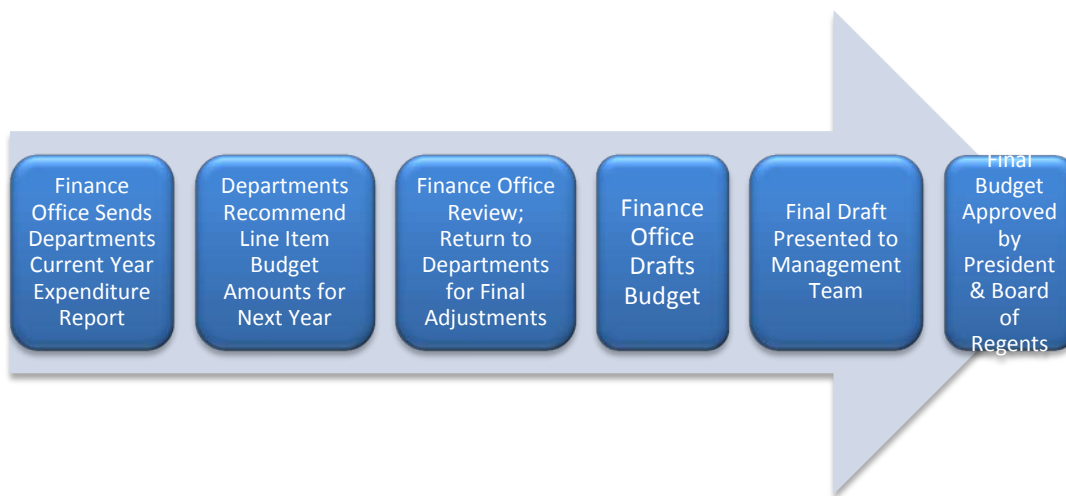 Finance
Office Sends
Departments
Current Year
Expenditure
Report
Departments
Recommend
Line Item
Budget
Amounts for
Next Year
Finance Office
Review;
Return to
Departments
for Final
Adjustments
Finance
Office
Drafts
Budget
Final Draft
Presented to
Management
Team
Final
Budget
Approved
by
President
& Board
of
Regents